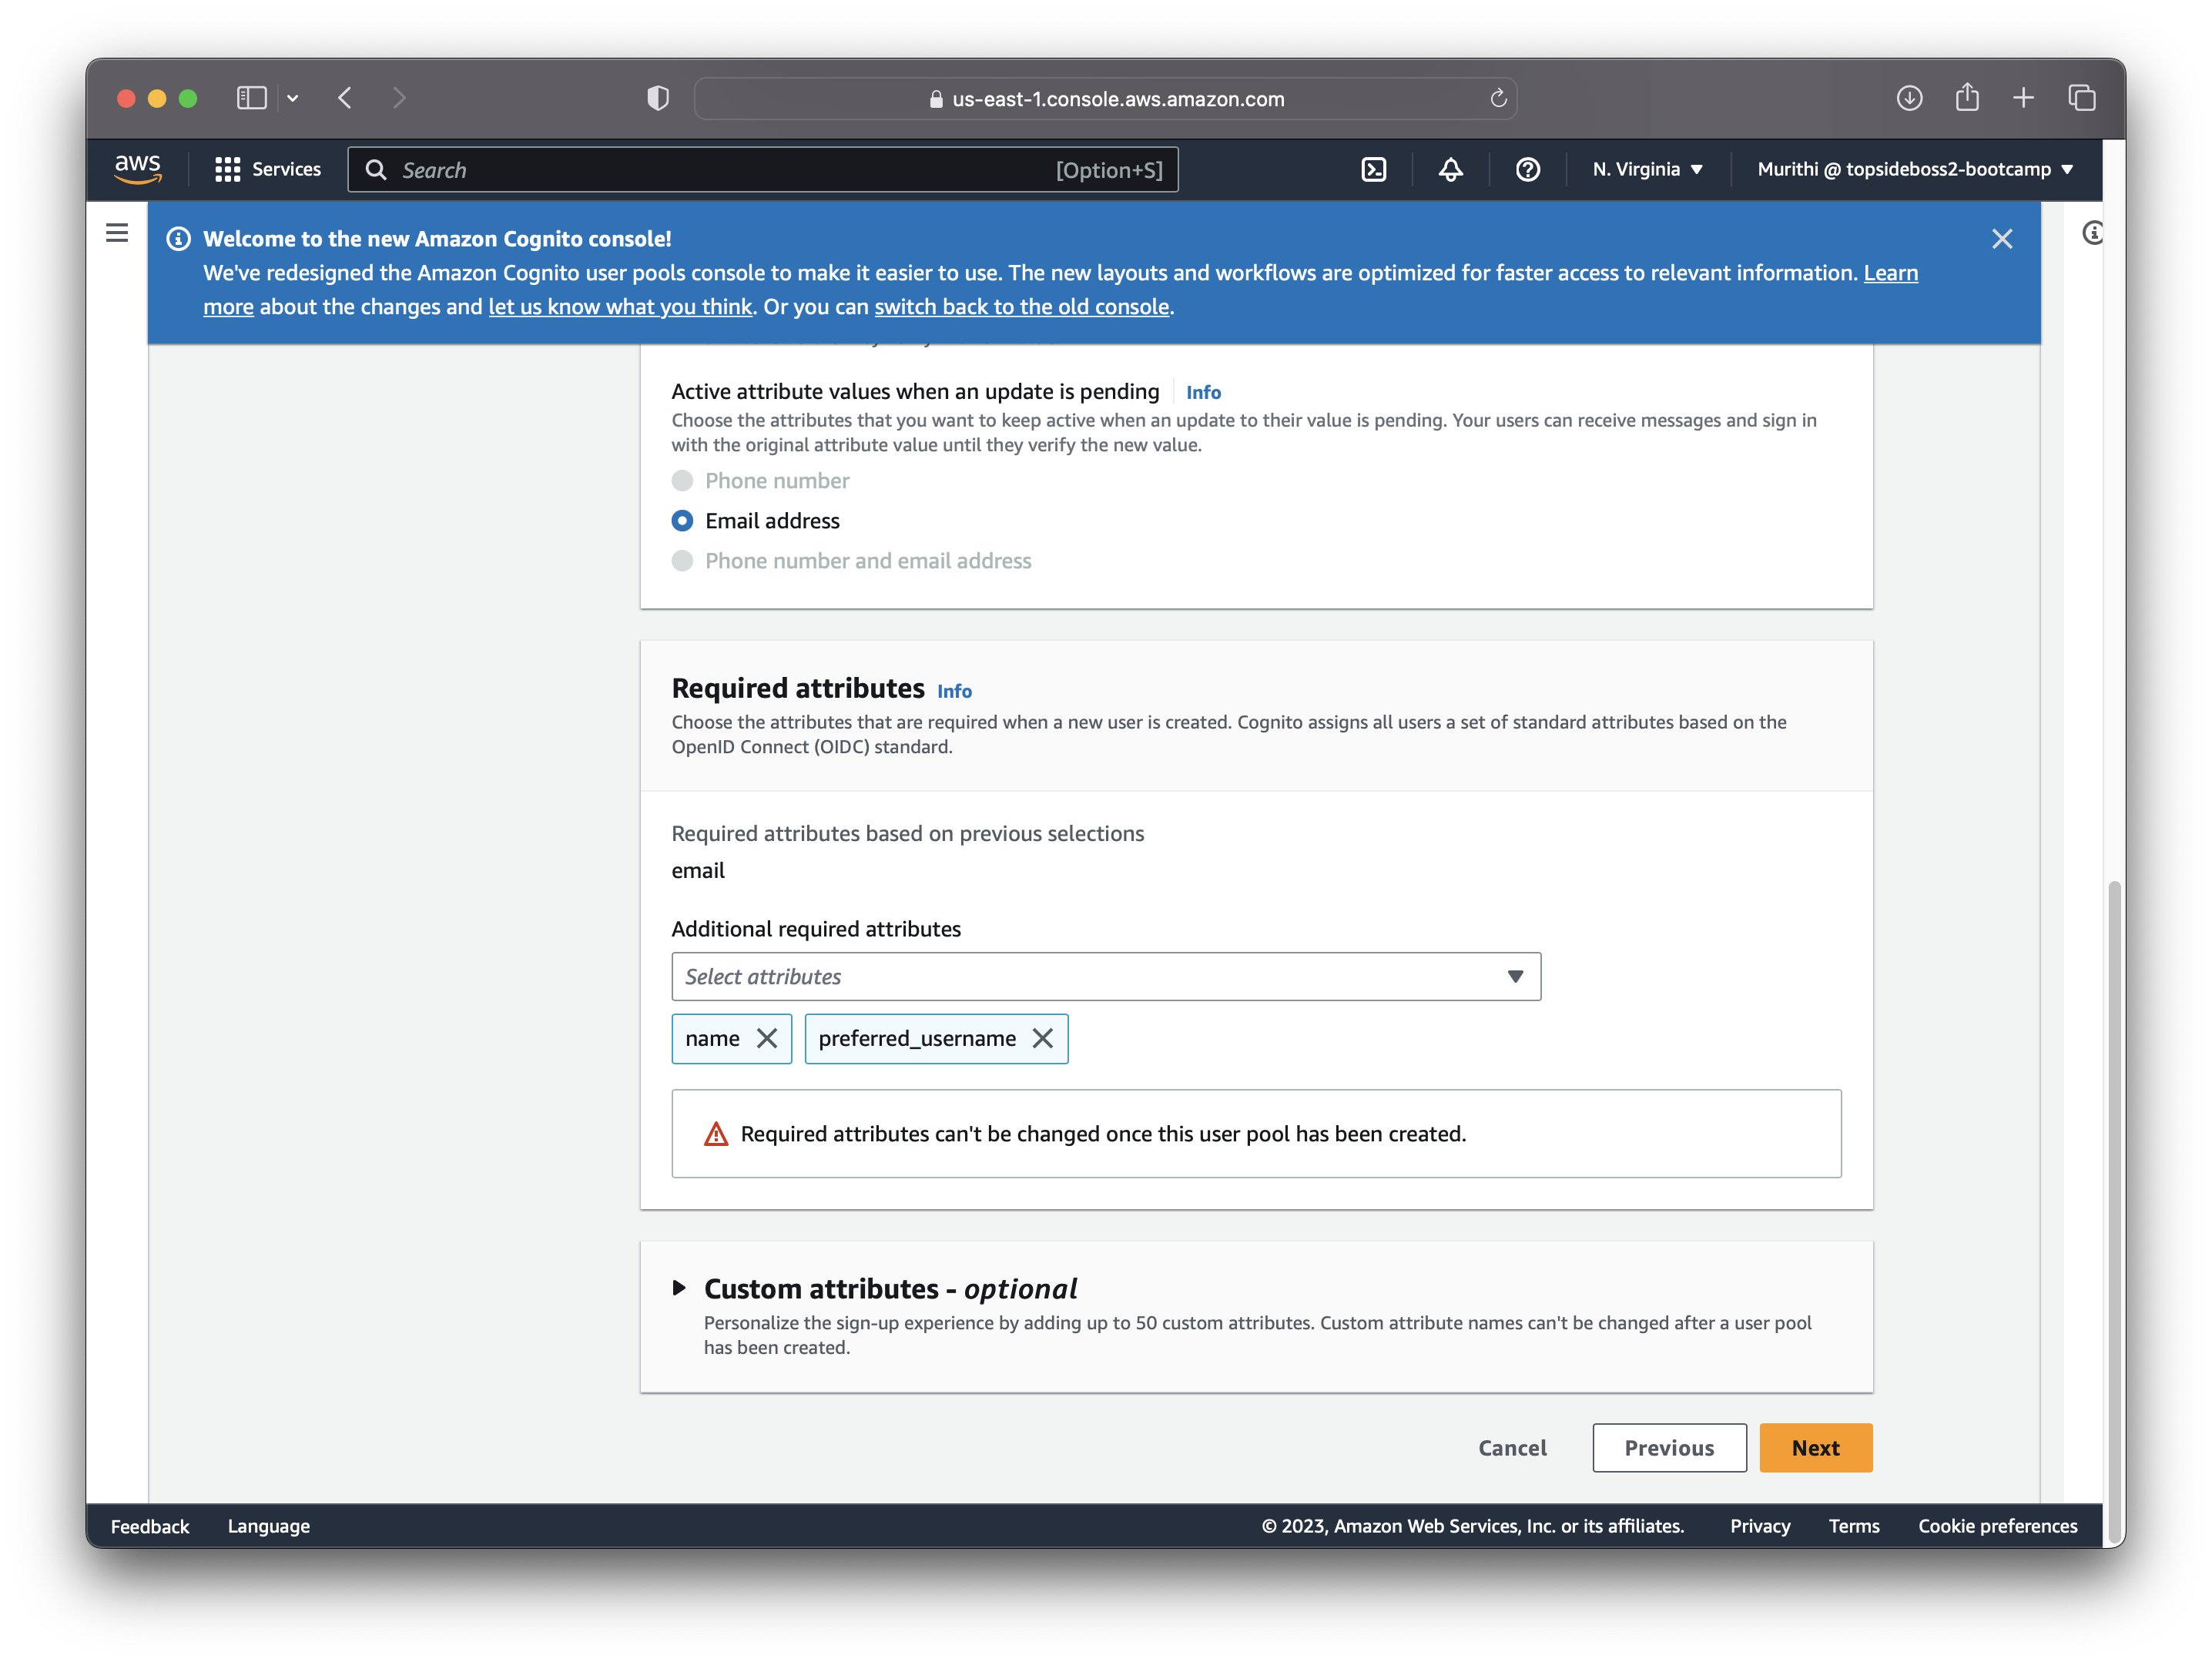 us-east-1.console.aws.amazon.com
aws
Services
Search
[Option+S]
N. Virginia
Murithi @ topsideboss2-bootcamp
Welcome to the new Amazon Cognito console!
We've redesigned the Amazon Cognito user pools console to make it easier to use. The new layouts and workflows are optimized for faster access to relevant information. Learn
more about the changes and let us know what you think. Or you can switch back to the old console.
Active attribute values when an update is pending
Info
Choose the attributes that you want to keep active when an update to their value is pending. Your users can receive messages and sign in
with the original attribute value until they verify the new value.
Phone number
Email address
Phone number and email address
Required attributes
Info
Choose the attributes that are required when a new user is created. Cognito assigns all users a set of standard attributes based on the
OpenID Connect (OIDC) standard.
Required attributes based on previous selections
email
Additional required attributes
Select attributes
name
preferred_username
Required attributes can't be changed once this user pool has been created.
Custom attributes - optional
Personalize the sign-up experience by adding up to 50 custom attributes. Custom attribute names can't be changed after a user pool
has been created.
Cancel
Previous
Next
Feedback
Language
© 2023, Amazon Web Services, Inc. or its affiliates.
Privacy
Terms
Cookie preferences